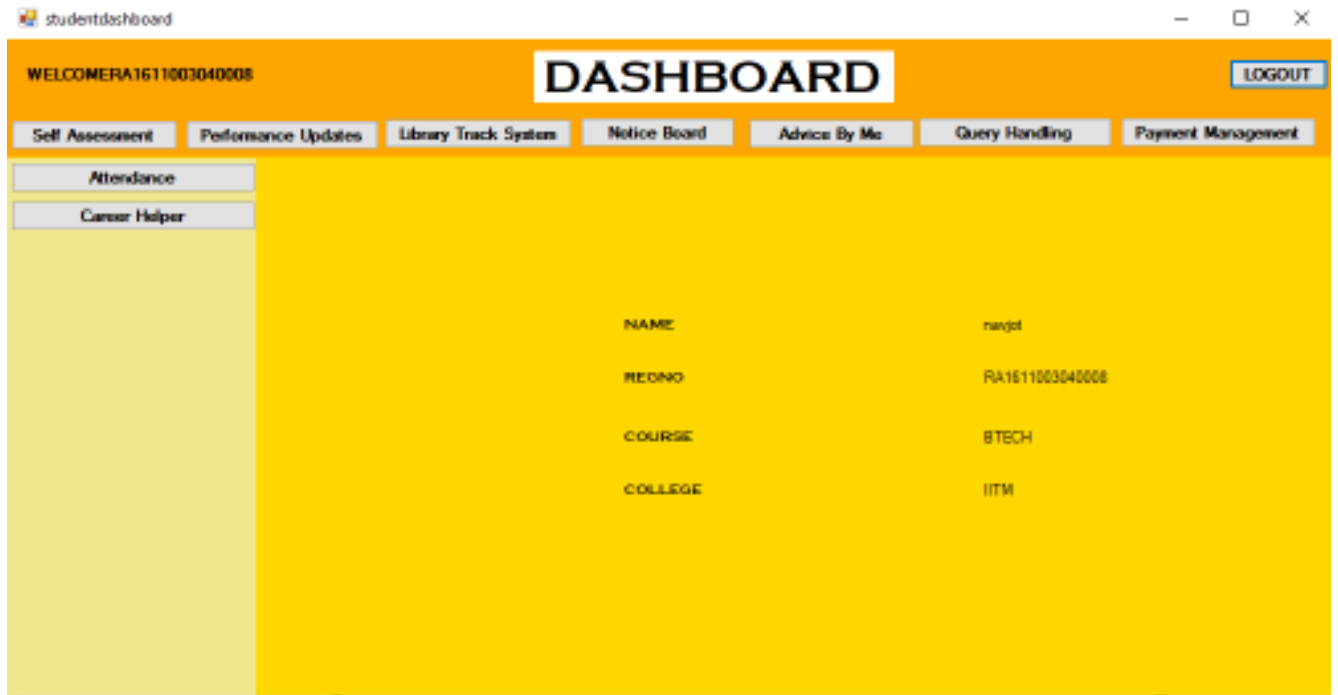 studentdashboard
WELCOMERA1611003040008 DASHBOARD LOGOUT
Self Assessment Performance Updates Library Track System Notice Board Advice By Me Query Handling Payment Management
Attendance
Career Helper
NAME navjot
REGNO RA1611003040008
COURSE BTECH
COLLEGE IITM